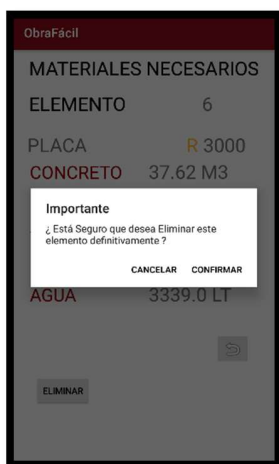 ObraFácil
MATERIALES NECESARIOS
ELEMENTO 6
PLACA R 3000
CONCRETO 37.62 M3
Importante
¿ Está Seguro que desea Eliminar este
elemento definitivamente ?
CANCELAR CONFIRMAR
AGUA 3339.0 LT
ELIMINAR